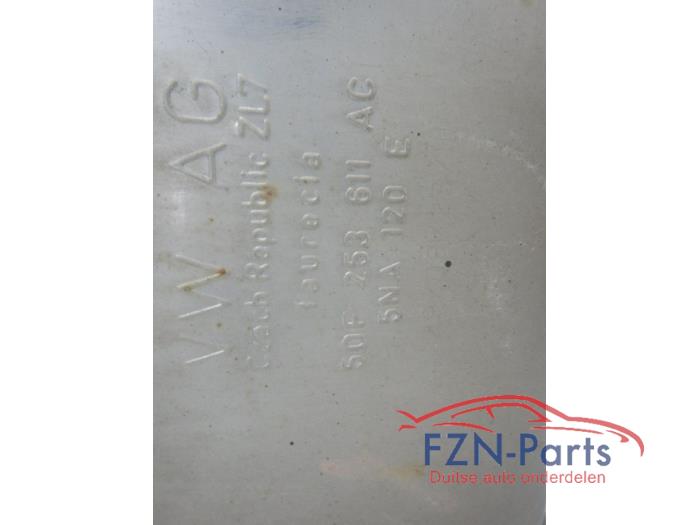 VW AG
Czech Republic ZL7
faurecia
5QF 253 611 AC
5NA 120 E
FZN-Parts
Duitse auto onderdelen